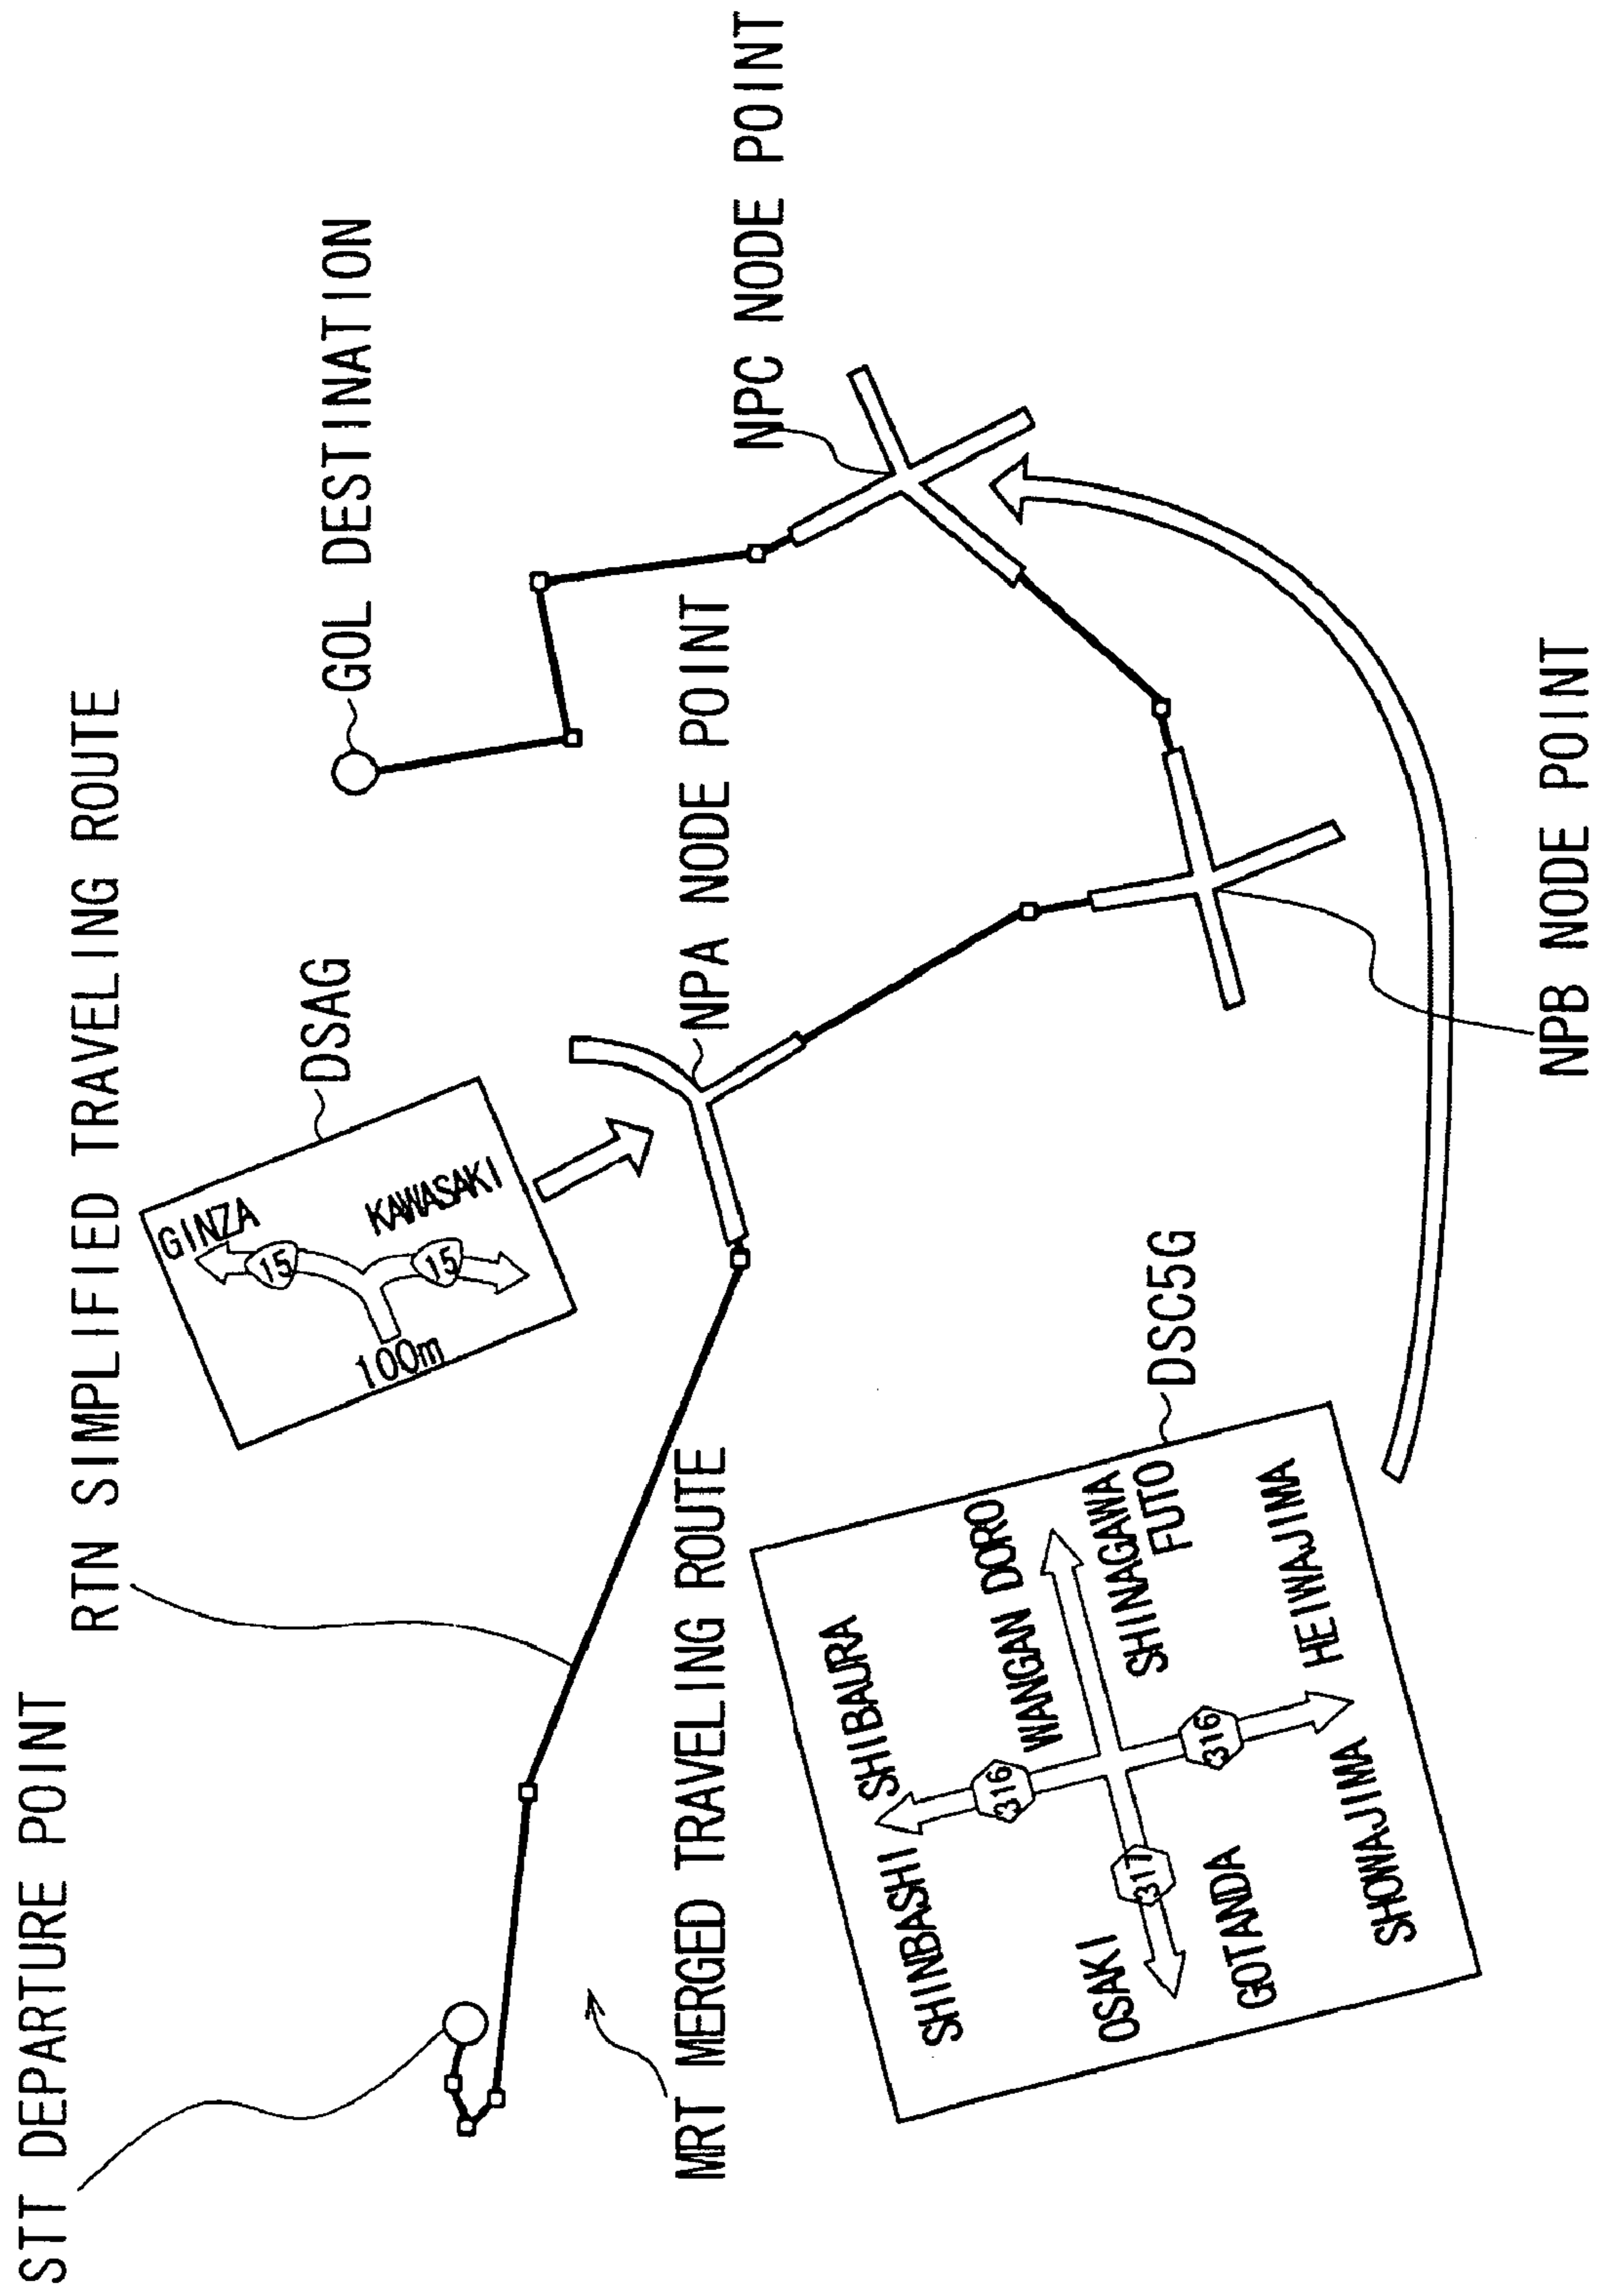 STT DEPARTURE POINT
RTN SIMPLIFIED TRAVELING ROUTE
DSAG
GINZA
15
KAWASAKI
15
100m
GOL DESTINATION
NPA NODE POINT
NPC NODE POINT
MRT MERGED TRAVELING ROUTE
DSC5G
SHINBASHI
SHIBAURA
316
WANGAN DORO
OSAKI
317
GOTANDA
SHINAGAWA
FUTO
316
SHOWAJIMA
HEIWAJIMA
NPB NODE POINT